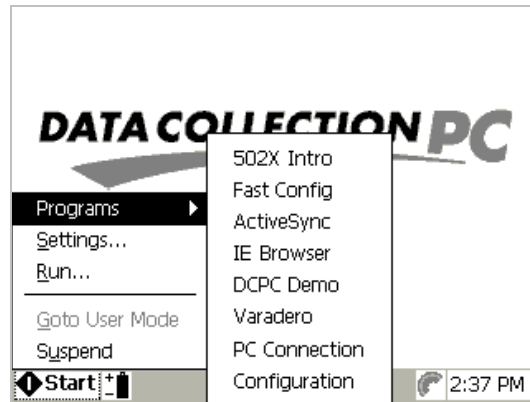 DATA COLLECTION PC
Programs
Settings...
Run...
Goto User Mode
Suspend
502X Intro
Fast Config
ActiveSync
IE Browser
DCPC Demo
Varadero
PC Connection
Configuration
Start
2:37 PM